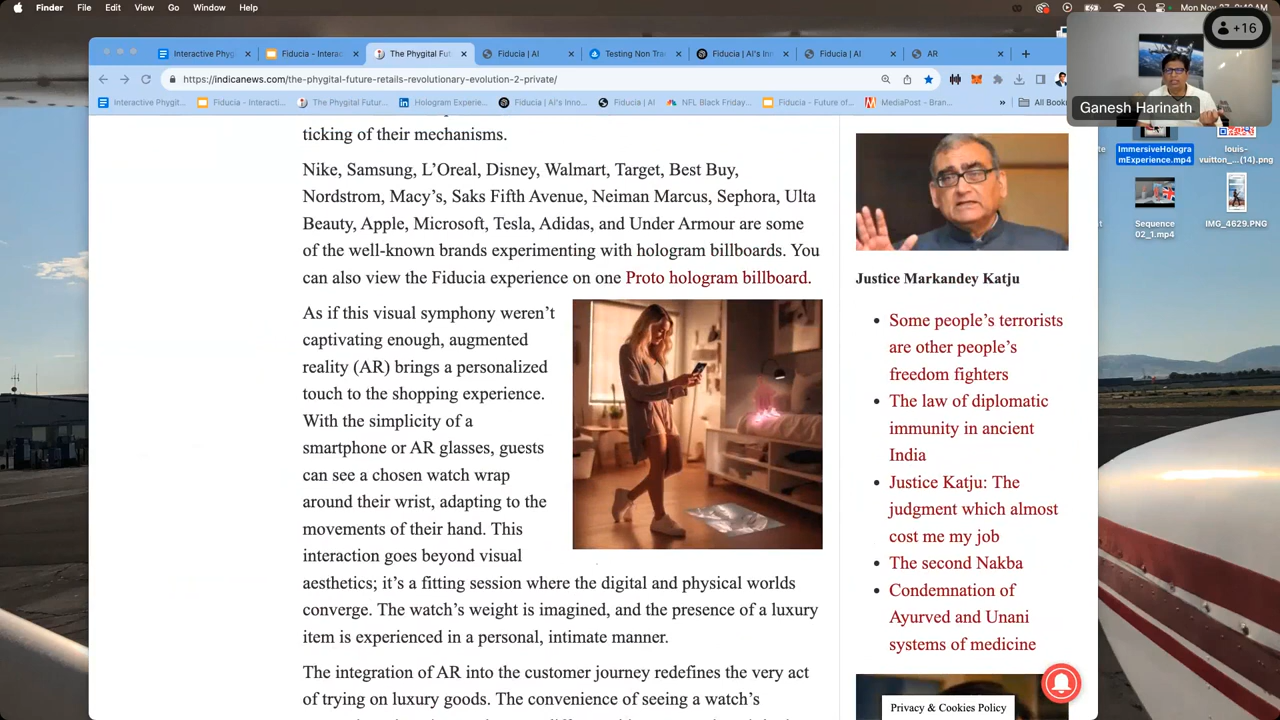 Finder File Edit View Go Window Help
Mon Nov 27
+16
Ganesh Harinath
Interactive Phyg
Fiducia - Interac
The Phygital Fut
Fiducia | AI
Testing Non Tra
Fiducia | AI's Inn
Fiducia | AI
AR
https://indicanews.com/the-phygital-future-retails-revolutionary-evolution-2-private/
Interactive Phygit...
Fiducia - Interacti...
The Phygital Futur...
Hologram Experie...
Fiducia | AI's Inno...
Fiducia | AI
NFL Black Friday...
Fiducia - Future of...
MediaPost - Bran...
»
All Book
ImmersiveHologra
mExperience.mp4
louis-
vuitton_...(14).png
Sequence
02_1.mp4
IMG_4629.PNG
ticking of their mechanisms.
Nike, Samsung, L'Oreal, Disney, Walmart, Target, Best Buy,
Nordstrom, Macy's, Saks Fifth Avenue, Neiman Marcus, Sephora, Ulta
Beauty, Apple, Microsoft, Tesla, Adidas, and Under Armour are some
of the well-known brands experimenting with hologram billboards. You
can also view the Fiducia experience on one Proto hologram billboard.
As if this visual symphony weren't
captivating enough, augmented
reality (AR) brings a personalized
touch to the shopping experience.
With the simplicity of a
smartphone or AR glasses, guests
can see a chosen watch wrap
around their wrist, adapting to the
movements of their hand. This
interaction goes beyond visual
aesthetics; it's a fitting session where the digital and physical worlds
converge. The watch's weight is imagined, and the presence of a luxury
item is experienced in a personal, intimate manner.
The integration of AR into the customer journey redefines the very act
of trying on luxury goods. The convenience of seeing a watch's
Justice Markandey Katju
Some people's terrorists
are other people's
freedom fighters
The law of diplomatic
immunity in ancient
India
Justice Katju: The
judgment which almost
cost me my job
The second Nakba
Condemnation of
Ayurved and Unani
systems of medicine
Privacy & Cookies Policy